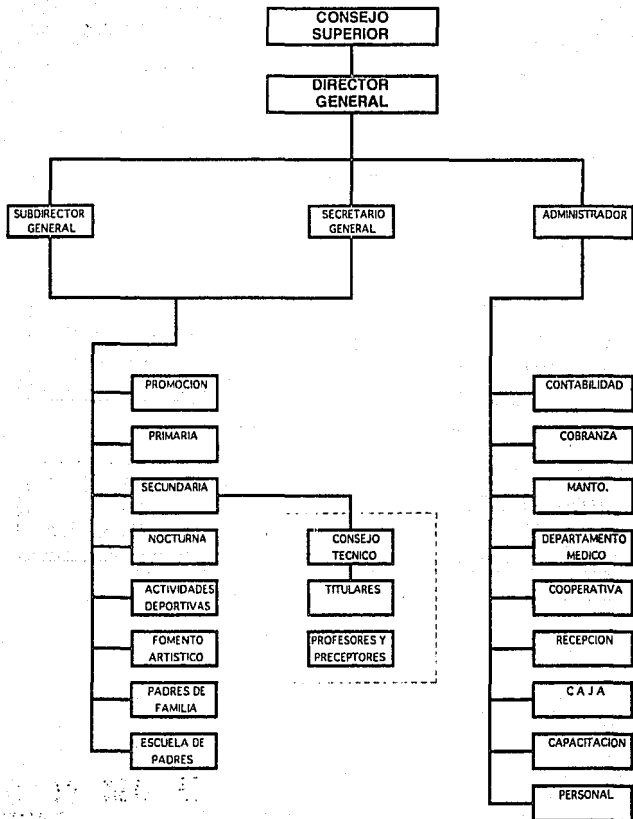 CONSEJO
SUPERIOR
DIRECTOR
GENERAL
SUBDIRECTOR
GENERAL
SECRETARIO
GENERAL
ADMINISTRADOR
PROMOCION
PRIMARIA
SECUNDARIA
NOCTURNA
ACTIVIDADES
DEPORTIVAS
FOMENTO
ARTISTICO
PADRES DE
FAMILIA
ESCUELA DE
PADRES
CONSEJO
TECNICO
TITULARES
PROFESORES Y
PRECEPTORES
CONTABILIDAD
COBRANZA
MANTO.
DEPARTAMENTO
MEDICO
COOPERATIVA
RECEPCION
C A J A
CAPACITACION
PERSONAL